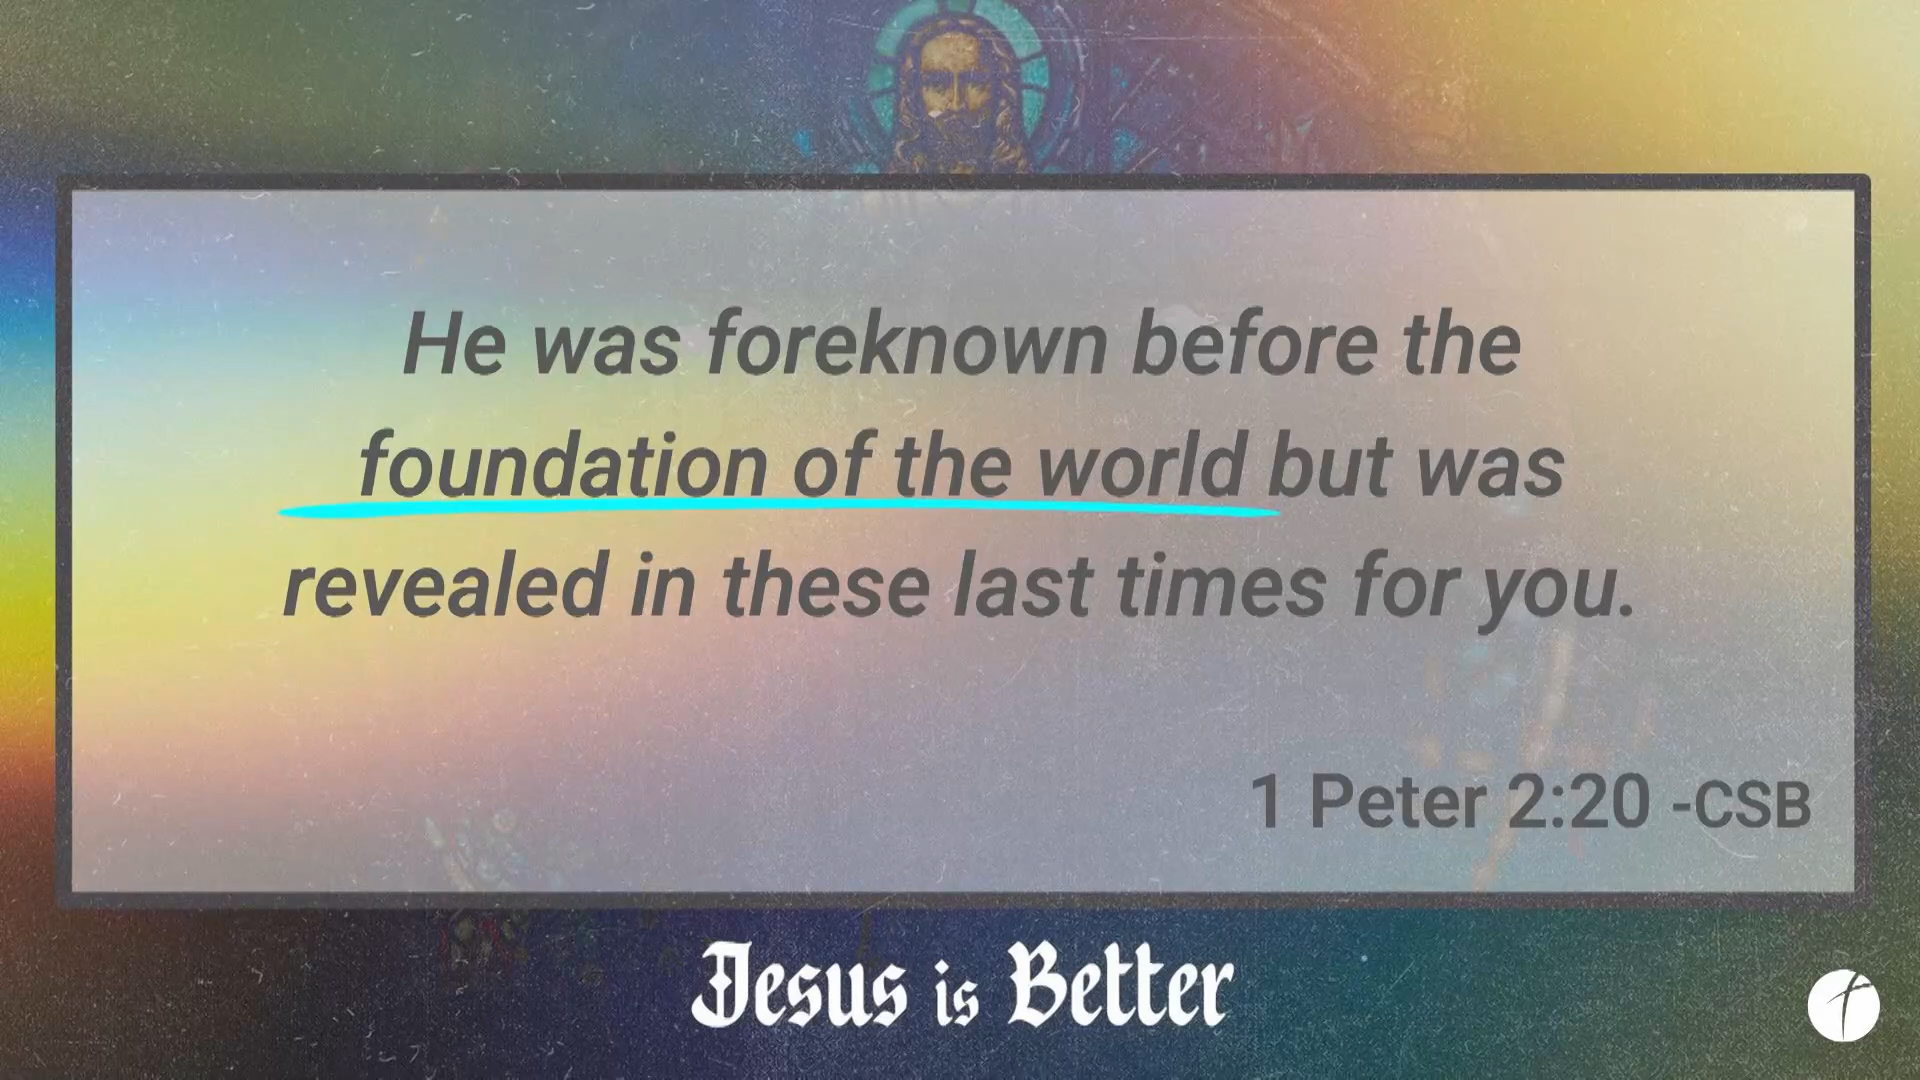 He was foreknown before the
foundation of the world but was
revealed in these last times for you.
1 Peter 2:20 -CSB
Jesus is Better